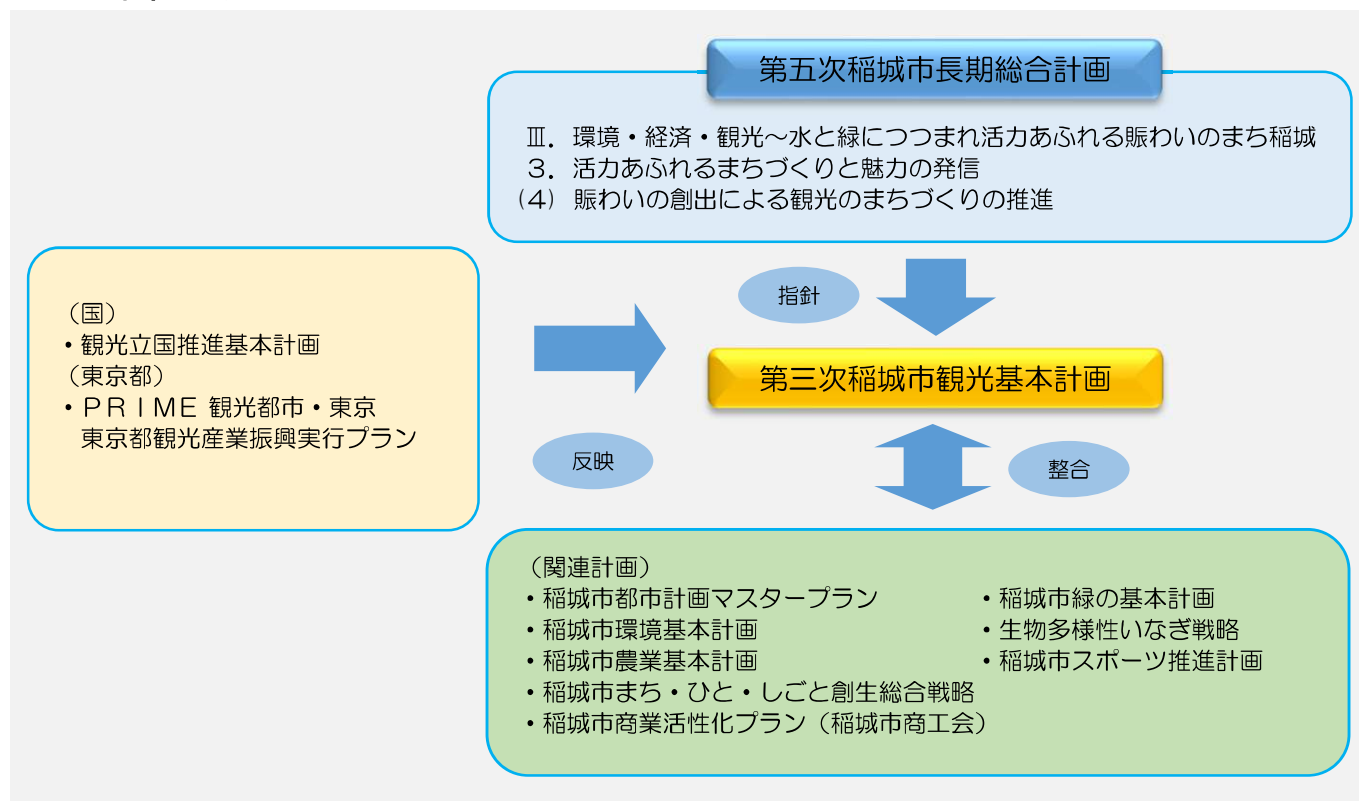 第五次稲城市長期総合計画
Ⅲ．環境・経済・観光～水と緑につつまれ活力あふれる賑わいのまち稲城
３．活力あふれるまちづくりと魅力の発信
(４) 賑わいの創出による観光のまちづくりの推進
指針
（国）
・観光立国推進基本計画
（東京都）
・ＰＲＩＭＥ 観光都市・東京
東京都観光産業振興実行プラン
反映
第三次稲城市観光基本計画
整合
（関連計画）
・稲城市都市計画マスタープラン
・稲城市環境基本計画
・稲城市農業基本計画
・稲城市まち・ひと・しごと創生総合戦略
・稲城市商業活性化プラン（稲城市商工会）
・稲城市緑の基本計画
・生物多様性いなぎ戦略
・稲城市スポーツ推進計画